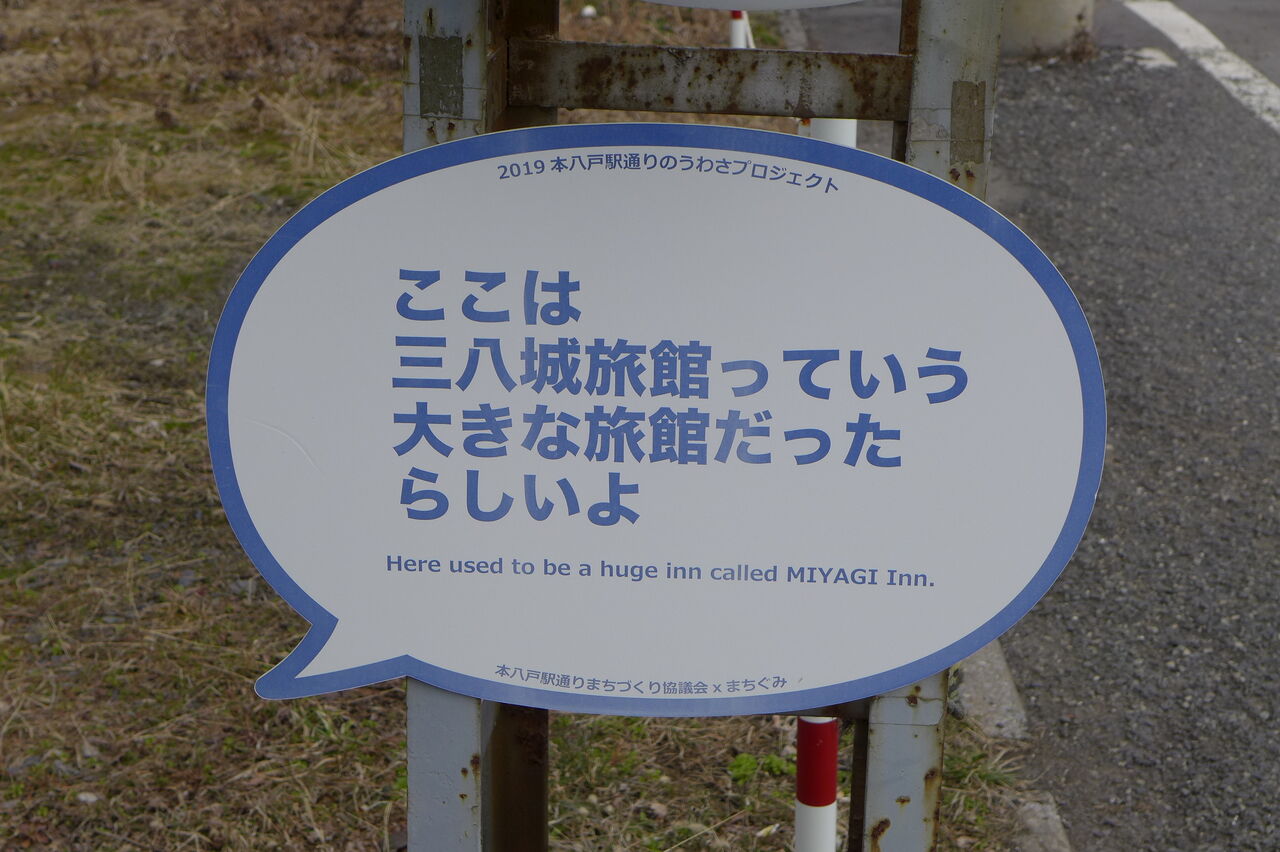 2019 本八戸駅通りのうわさプロジェクト
ここは
三八城旅館っていう
大きな旅館だった
らしいよ
Here used to be a huge inn called MIYAGI Inn.
本八戸駅通りまちづくり協議会 x まちぐみ